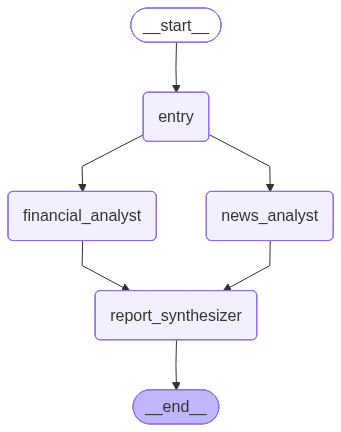 __start__
entry
financial_analyst
news_analyst
report_synthesizer
__end__